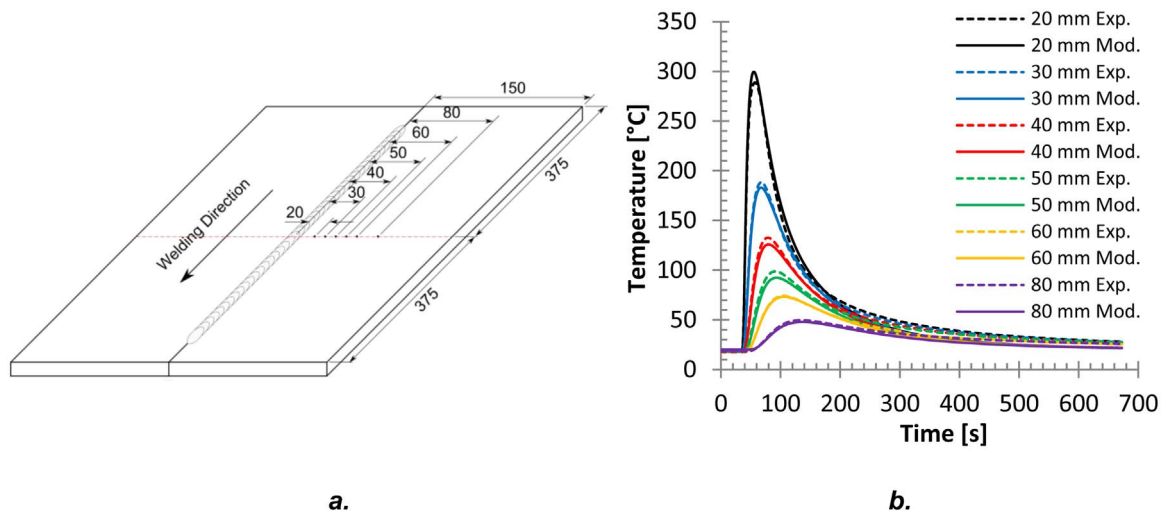 150
80
60
50
40
30
20
375
375
Welding Direction
a.
Temperature [°C]
350
300
250
200
150
100
50
0
0 100 200 300 400 500 600 700
Time [s]
20 mm Exp.
20 mm Mod.
30 mm Exp.
30 mm Mod.
40 mm Exp.
40 mm Mod.
50 mm Exp.
50 mm Mod.
60 mm Exp.
60 mm Mod.
80 mm Exp.
80 mm Mod.
b.